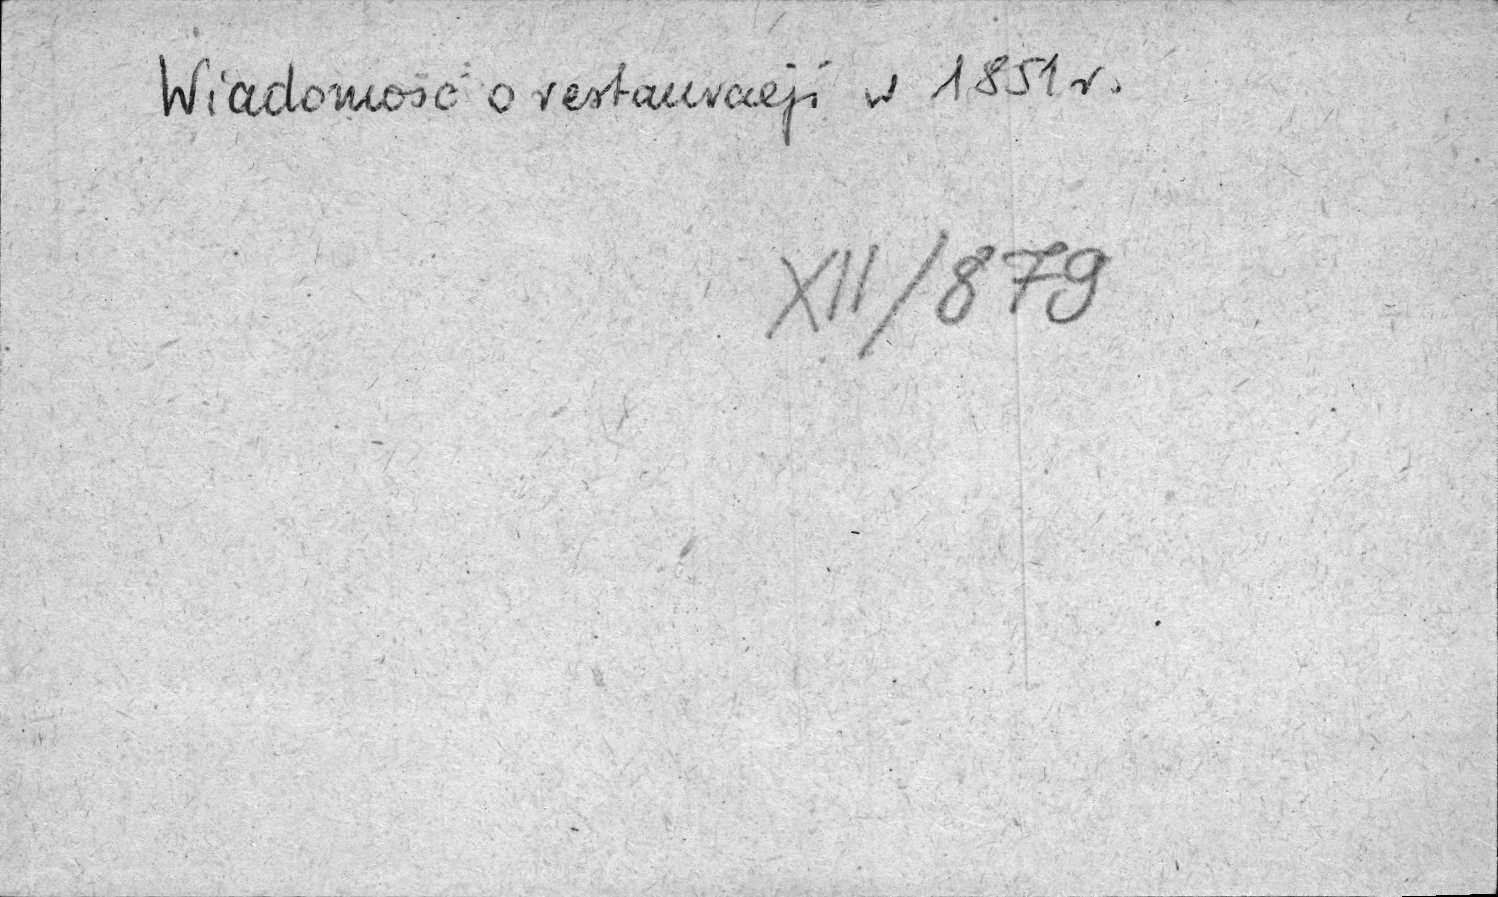 Wiadomość o restauracji w 1851 r.
XII/879